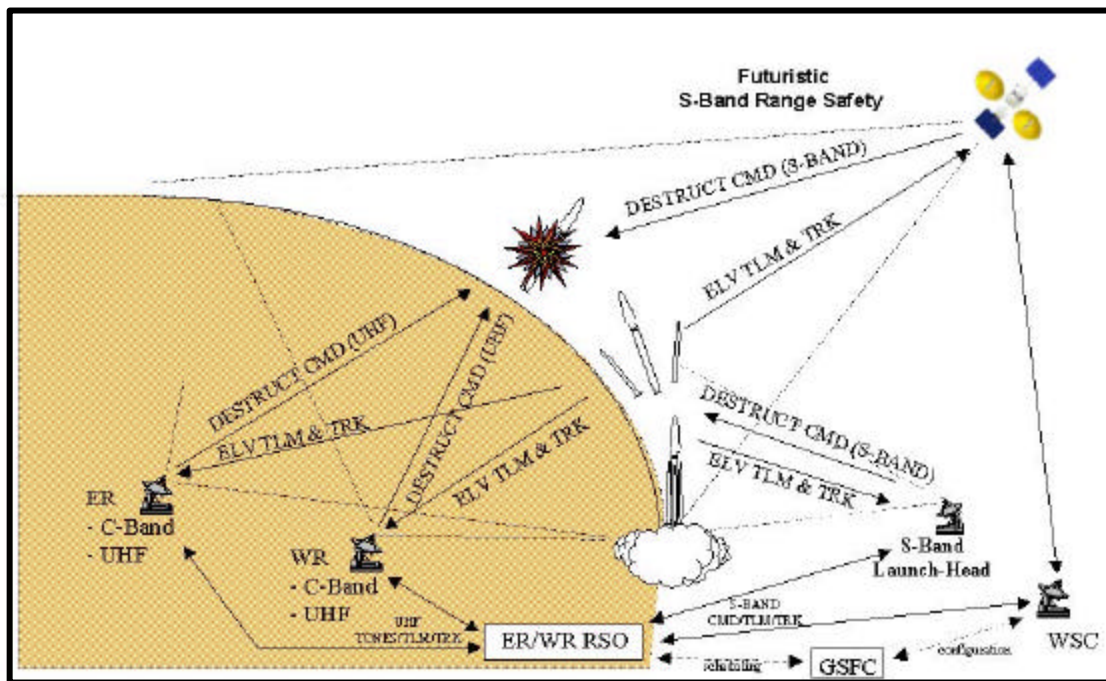 Futuristic
S-Band Range Safety
DESTRUCT CMD (S-BAND)
ELV TLM & TRK
DESTRUCT CMD (UHF)
DESTRUCT CMD (UHF)
ELV TLM & TRK
ELV TLM & TRK
DESTRUCT CMD (S-BAND)
ELV TLM & TRK
ER
- C-Band
- UHF
WR
- C-Band
- UHF
S-Band
Launch-Head
UHF
TONES/TLM/TRK
S-BAND
CMD/TLM/TRK
ER/WR RSO
WSC
scheduling
GSFC
configuration